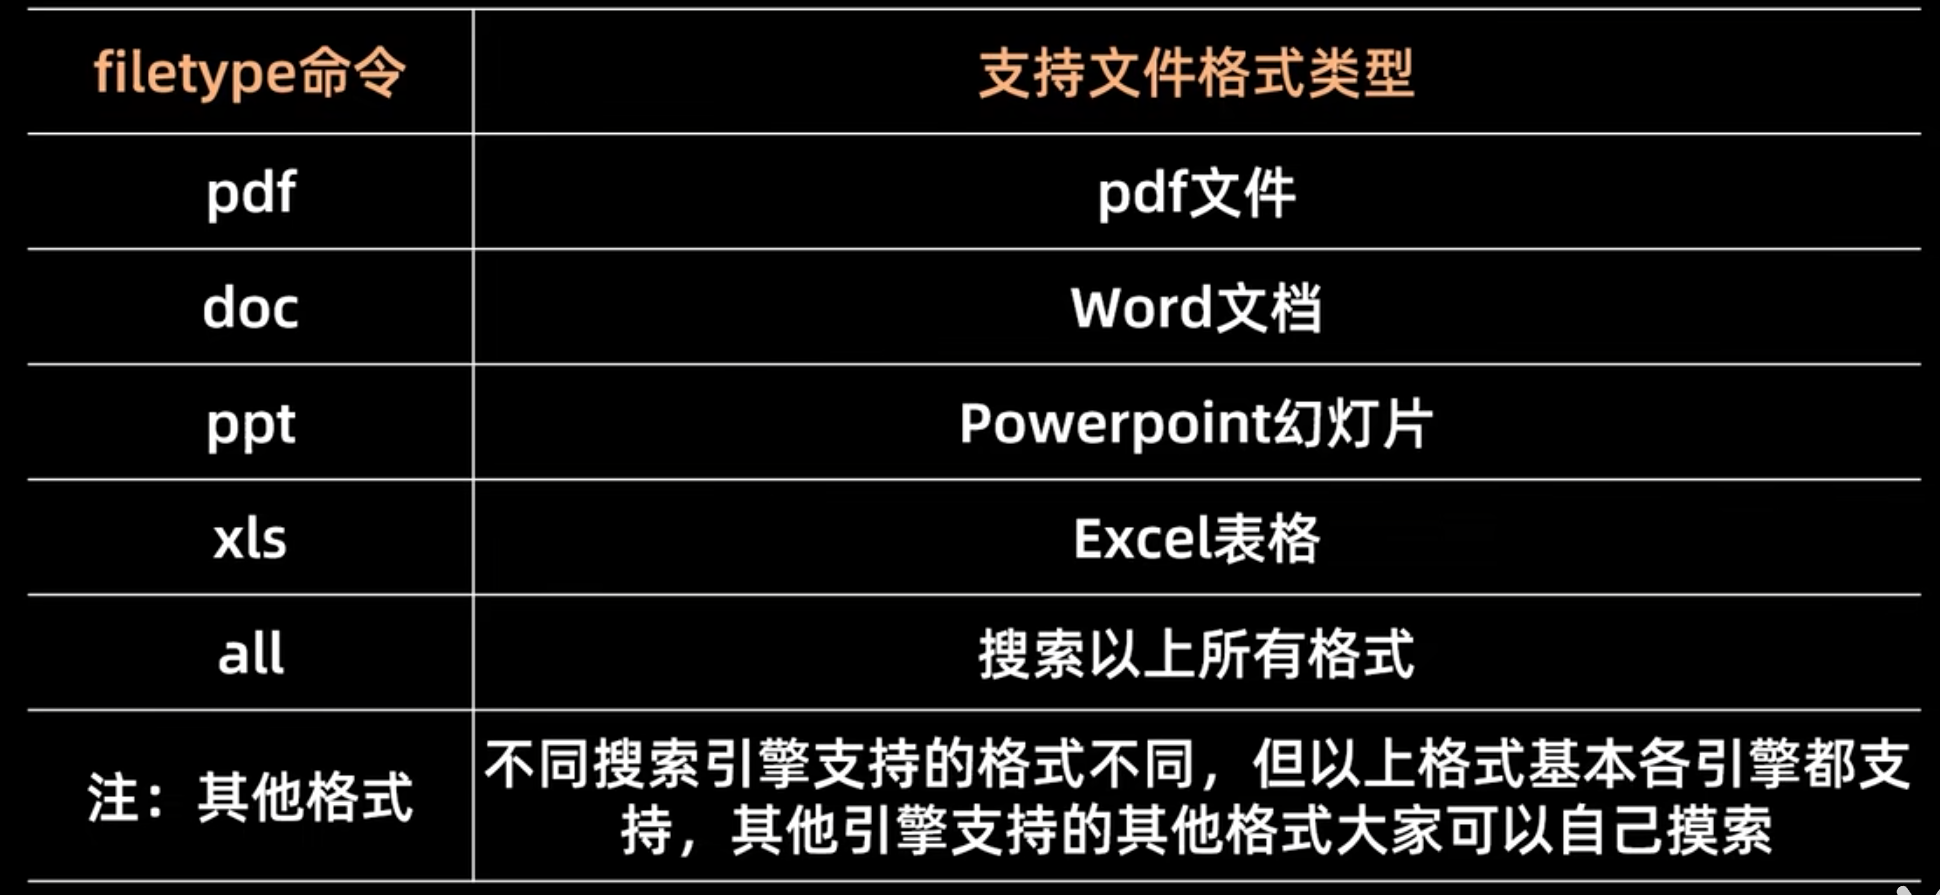 filetype命令
支持文件格式类型
pdf
pdf文件
doc
Word文档
ppt
Powerpoint幻灯片
xls
Excel表格
all
搜索以上所有格式
注：其他格式
不同搜索引擎支持的格式不同，但以上格式基本各引擎都支
持，其他引擎支持的其他格式大家可以自己摸索